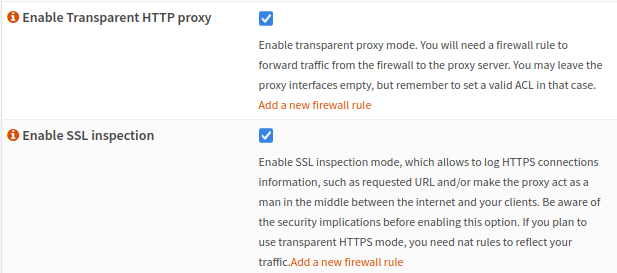 Enable Transparent HTTP proxy
Enable transparent proxy mode. You will need a firewall rule to
forward traffic from the firewall to the proxy server. You may leave the
proxy interfaces empty, but remember to set a valid ACL in that case.
Add a new firewall rule
Enable SSL inspection
Enable SSL inspection mode, which allows to log HTTPS connections
information, such as requested URL and/or make the proxy act as a
man in the middle between the internet and your clients. Be aware of
the security implications before enabling this option. If you plan to
use transparent HTTPS mode, you need nat rules to reflect your
traffic.Add a new firewall rule